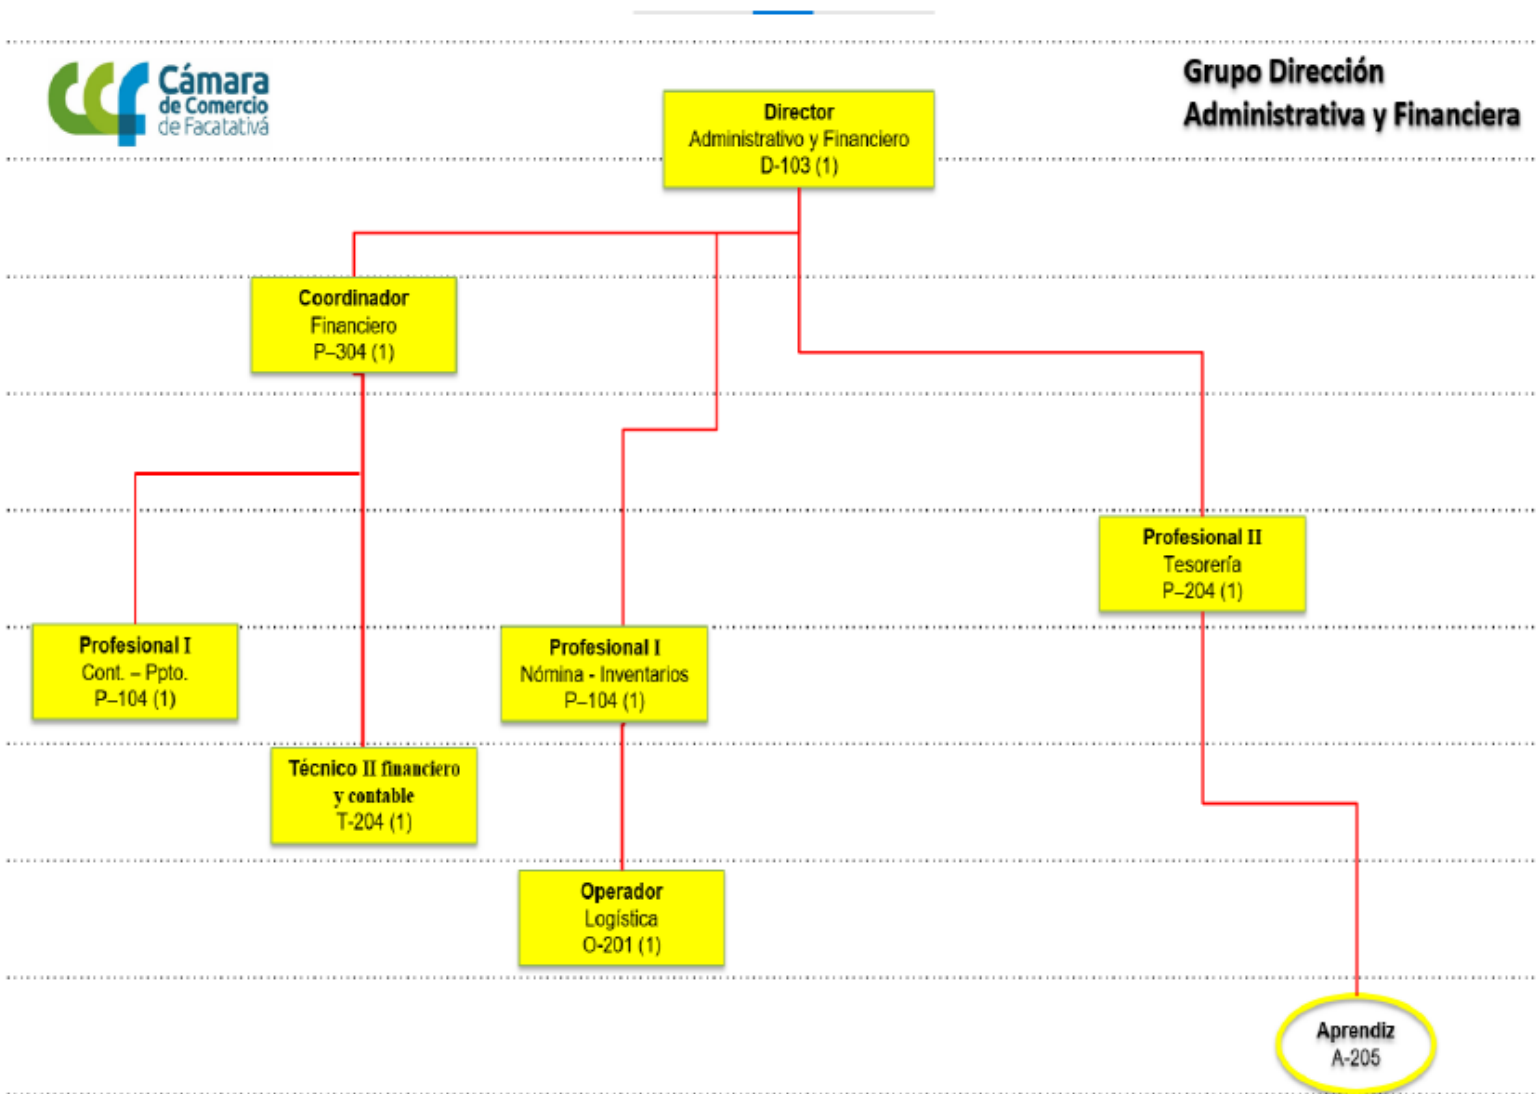 Cámara
de Comercio
de Facatativá
Grupo Dirección
Administrativa y Financiera
Director
Administrativo y Financiero
D-103 (1)
Coordinador
Financiero
P–304 (1)
Profesional II
Tesorería
P–204 (1)
Profesional I
Cont. – Ppto.
P–104 (1)
Profesional I
Nómina - Inventarios
P–104 (1)
Técnico II financiero
y contable
T-204 (1)
Operador
Logística
O-201 (1)
Aprendiz
A-205